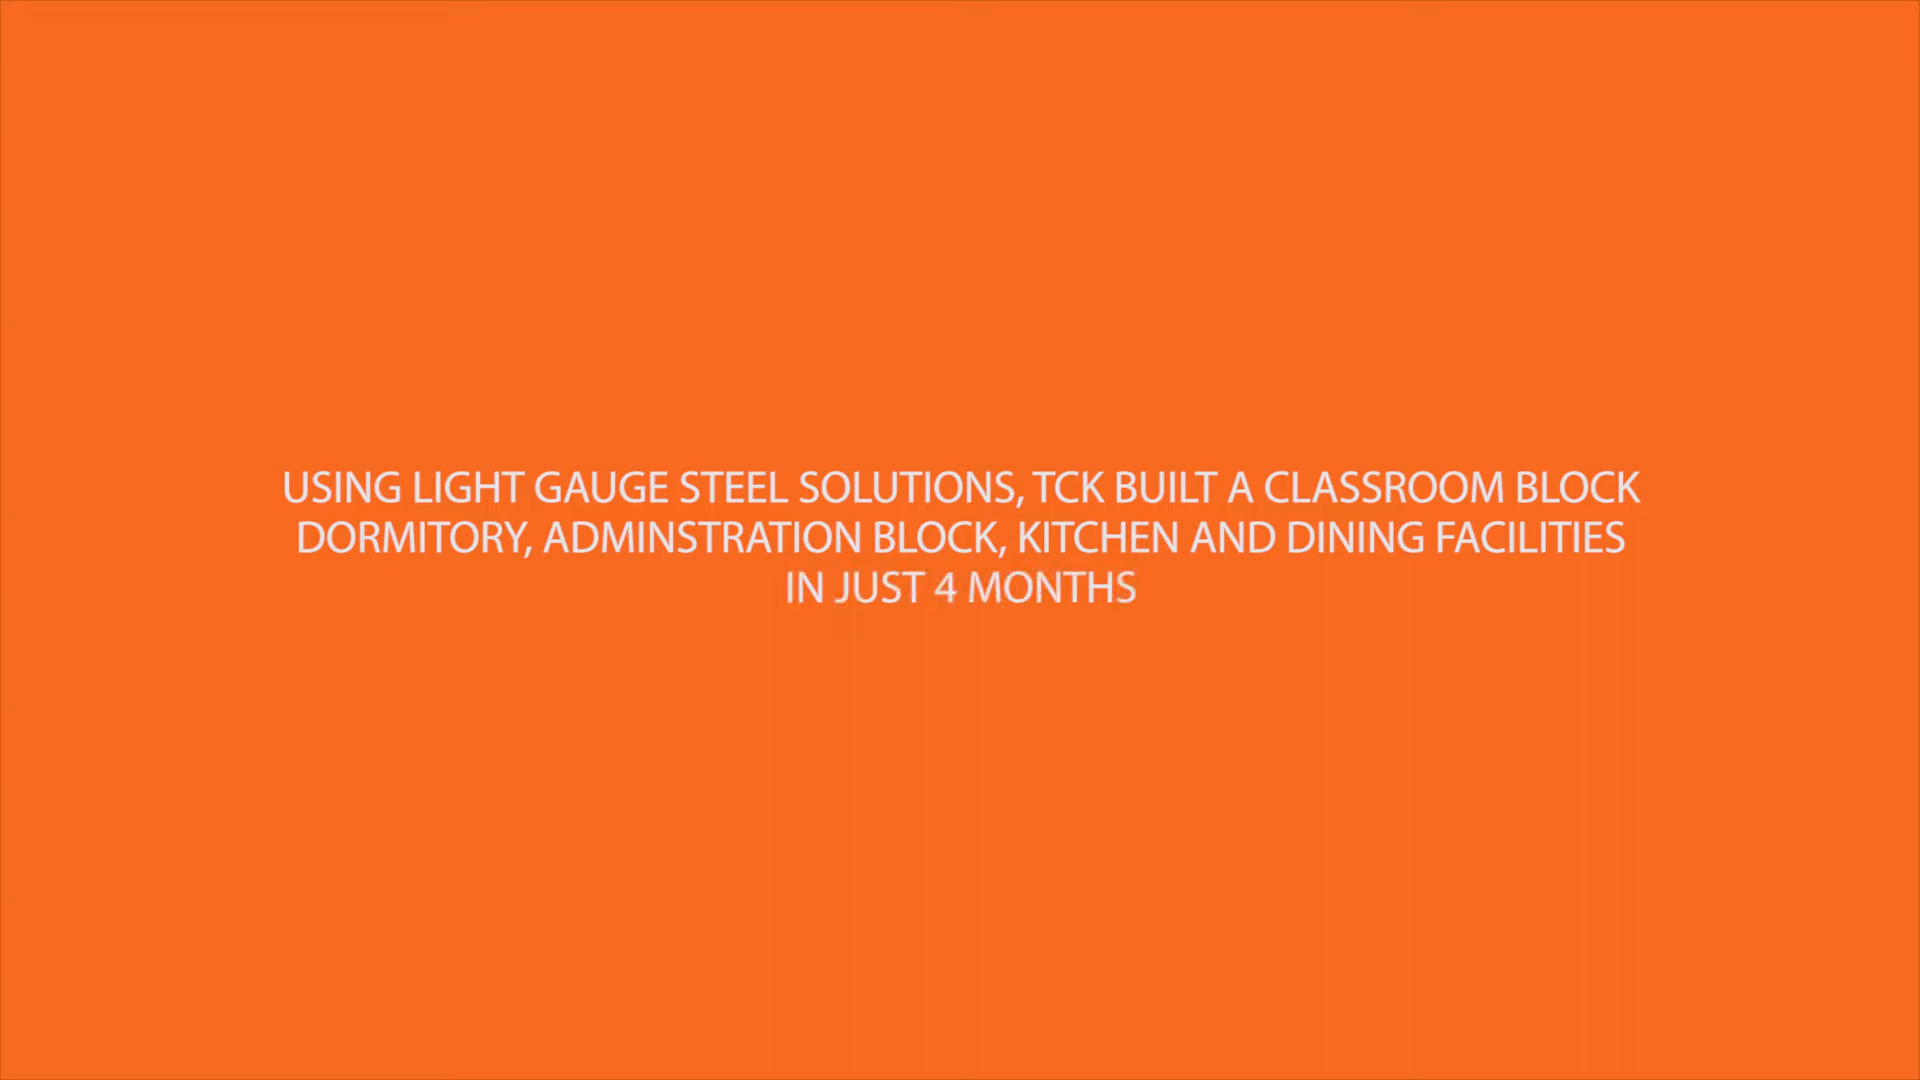 USING LIGHT GAUGE STEEL SOLUTIONS, TCK BUILT A CLASSROOM BLOCK
DORMITORY, ADMINSTRATION BLOCK, KITCHEN AND DINING FACILITIES
IN JUST 4 MONTHS